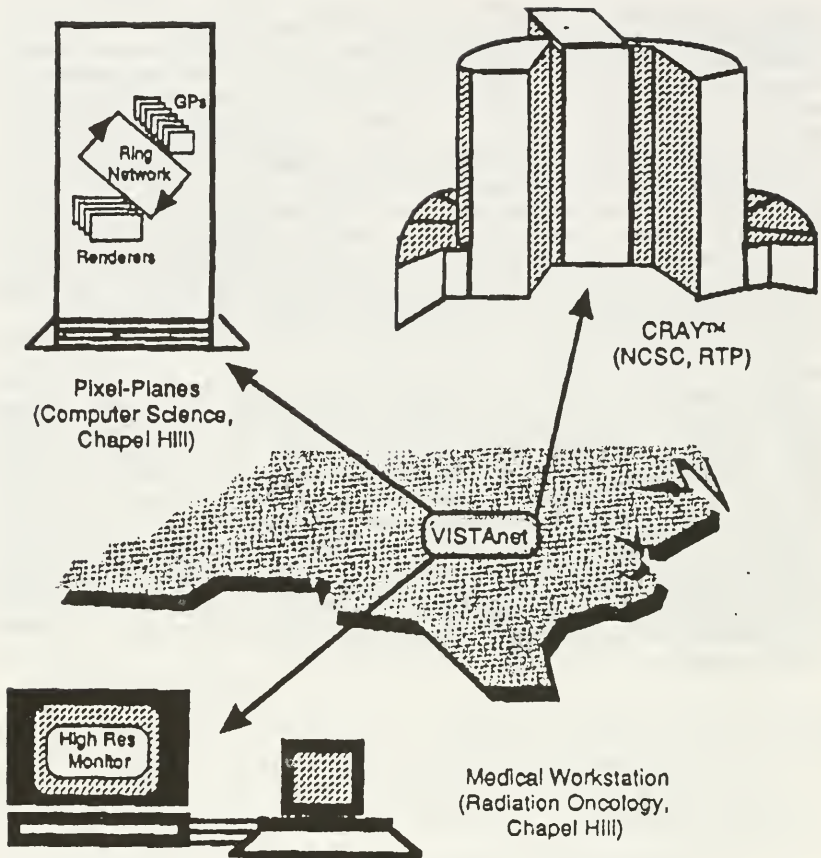 GPs
Ring
Network
Renderers
CRAY™
(NCSC, RTP)
Pixel-Planes
(Computer Science,
Chapel Hill)
VISTAnet
High Res
Monitor
Medical Workstation
(Radiation Oncology,
Chapel Hill)